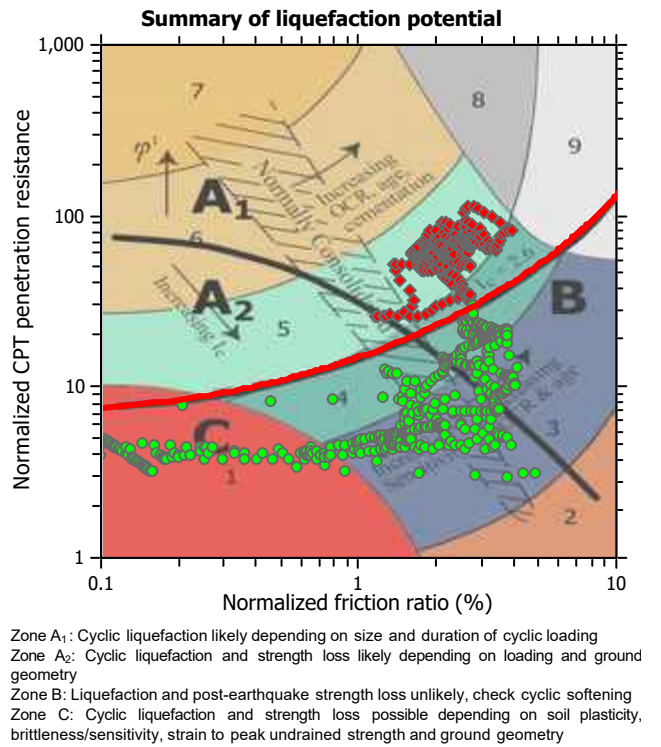 Summary of liquefaction potential
1,000
100
10
1
Normalized CPT penetration resistance
7
8
9
φ'
A1
Increasing
OCR, age,
cementation
Normally Consolidated
6
A2
Increasing Ic
5
B
4
C
1
3
2
0.1
1
10
Normalized friction ratio (%)
Zone A1: Cyclic liquefaction likely depending on size and duration of cyclic loading
Zone A2: Cyclic liquefaction and strength loss likely depending on loading and ground
geometry
Zone B: Liquefaction and post-earthquake strength loss unlikely, check cyclic softening
Zone C: Cyclic liquefaction and strength loss possible depending on soil plasticity,
brittleness/sensitivity, strain to peak undrained strength and ground geometry